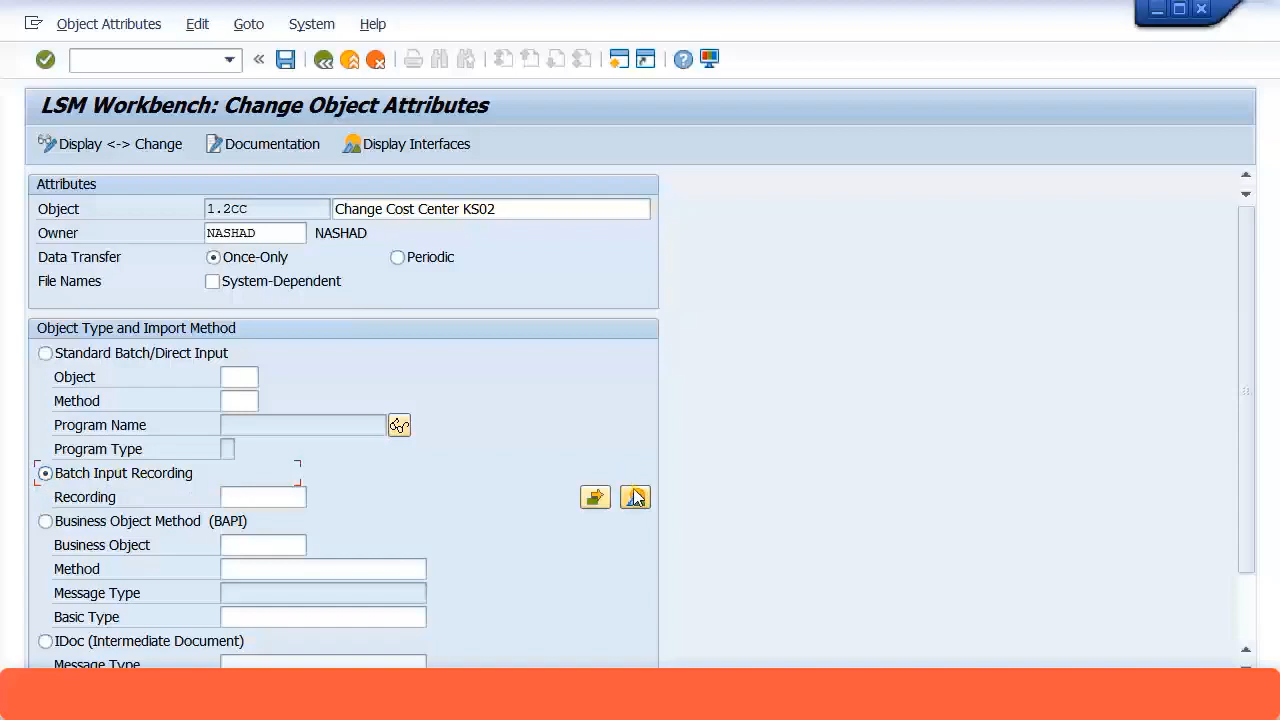 Object Attributes Edit Goto System Help
LSM Workbench: Change Object Attributes
Display <-> Change Documentation Display Interfaces
Attributes
Object 1.2CC Change Cost Center KS02
Owner NASHAD NASHAD
Data Transfer Once-Only Periodic
File Names System-Dependent
Object Type and Import Method
Standard Batch/Direct Input
Object
Method
Program Name
Program Type
Batch Input Recording
Recording
Business Object Method (BAPI)
Business Object
Method
Message Type
Basic Type
IDoc (Intermediate Document)
Message Type